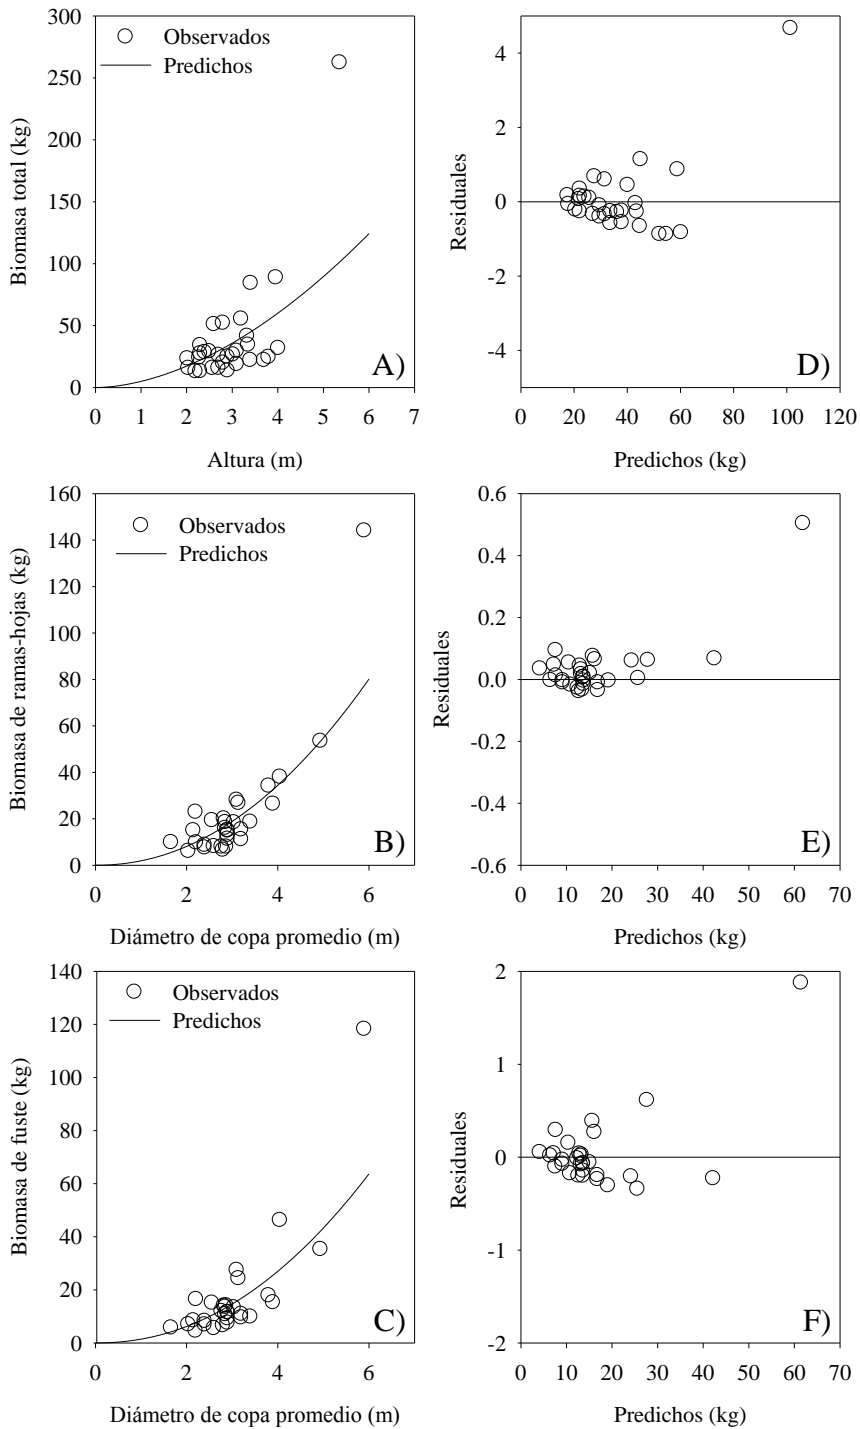 300
250
200
150
100
50
0
Biomasa total (kg)
Observados
Predichos
A)
0 1 2 3 4 5 6 7
Altura (m)
4
2
0
-2
-4
Residuales
D)
0 20 40 60 80 100 120
Predichos (kg)
160
140
120
100
80
60
40
20
0
Biomasa de ramas-hojas (kg)
Observados
Predichos
B)
0 2 4 6
Diámetro de copa promedio (m)
0.6
0.4
0.2
0.0
-0.2
-0.4
-0.6
Residuales
E)
0 10 20 30 40 50 60 70
Predichos (kg)
140
120
100
80
60
40
20
0
Biomasa de fuste (kg)
Observados
Predichos
C)
0 2 4 6
Diámetro de copa promedio (m)
2
1
0
-1
-2
Residuales
F)
0 10 20 30 40 50 60 70
Predichos (kg)